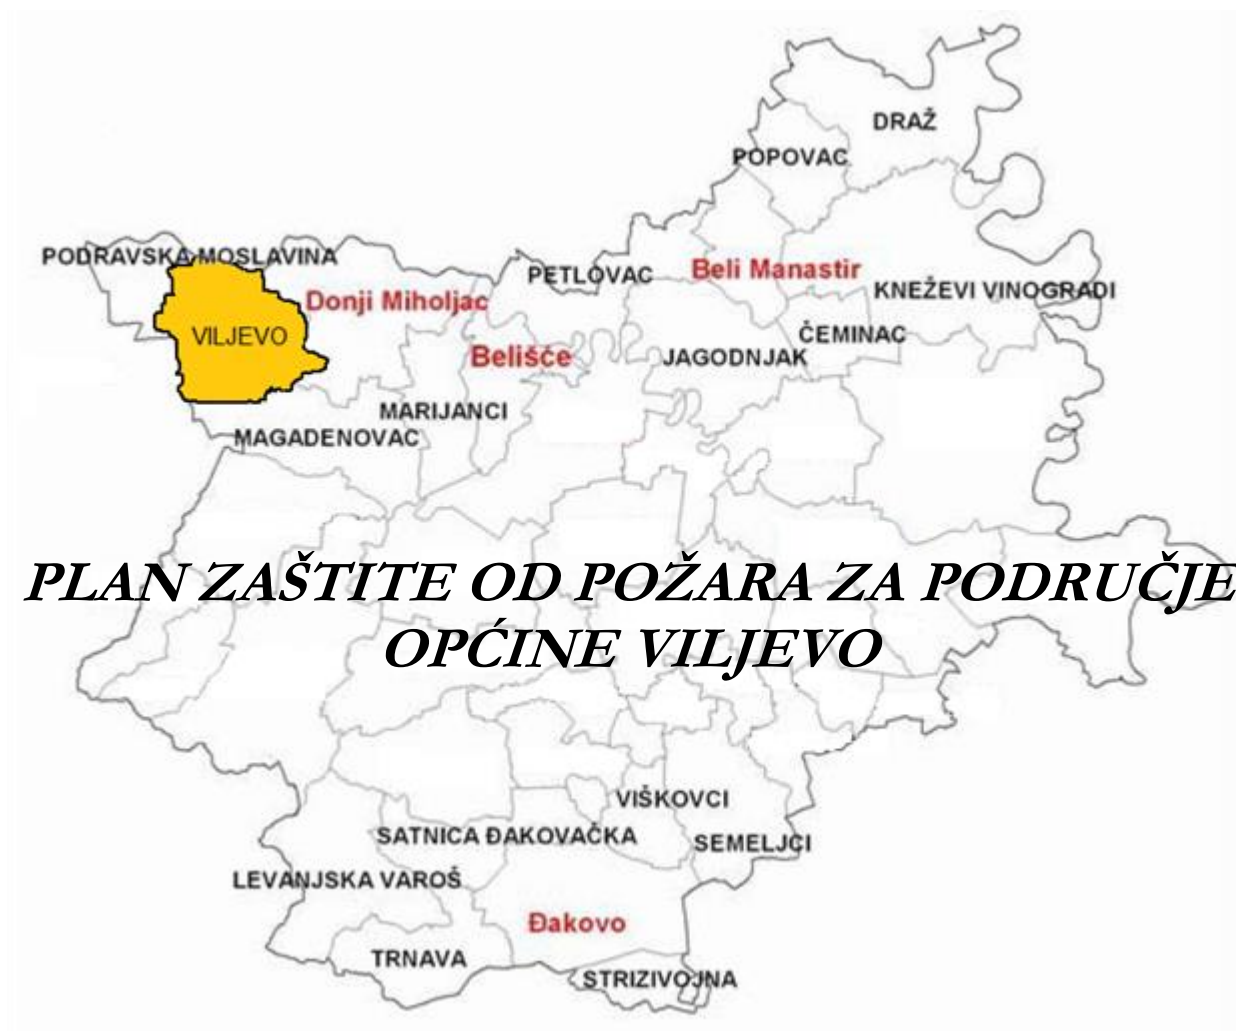 DRAŽ
POPOVAC
PODRAVSKA MOSLAVINA
PETLOVAC
Beli Manastir
KNEŽEVI VINOGRADI
Donji Miholjac
VILJEVO
ČEMINAC
Belišće
JAGODNJAK
MARIJANCI
MAGADENOVAC
PLAN ZAŠTITE OD POŽARA ZA PODRUČJE
OPĆINE VILJEVO
VIŠKOVCI
SATNICA ĐAKOVAČKA
SEMELJCI
LEVANJSKA VAROŠ
Đakovo
TRNAVA
STRIZIVOJNA